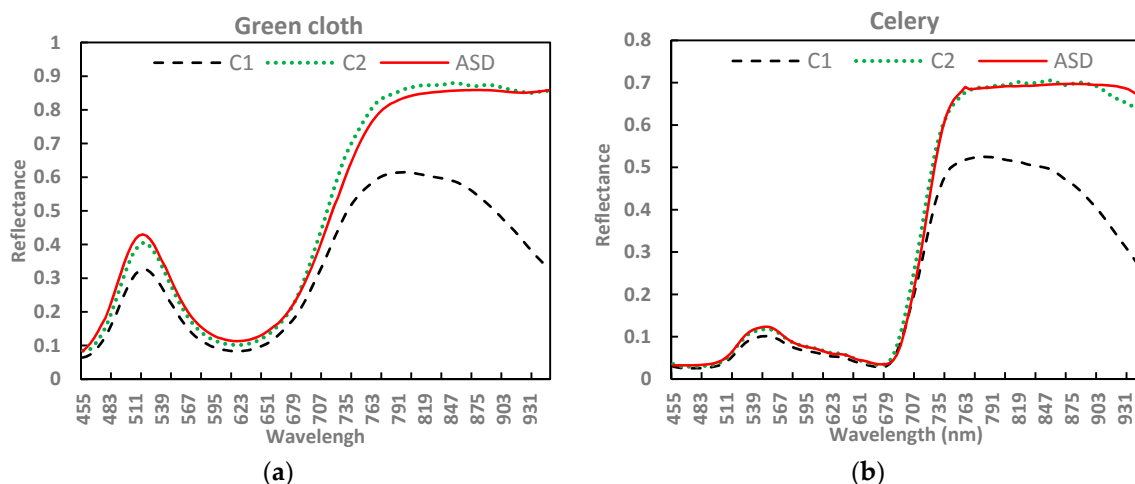 Green cloth
C1 C2 ASD
1
0.9
0.8
0.7
0.6
0.5
0.4
0.3
0.2
0.1
0
Reflectance
455 483 511 539 567 595 623 651 679 707 735 763 791 819 847 875 903 931
Wavelengh
(a)
Celery
C1 C2 ASD
0.8
0.7
0.6
0.5
0.4
0.3
0.2
0.1
0
Reflectance
455 483 511 539 567 595 623 651 679 707 735 763 791 819 847 875 903 931
Wavelength (nm)
(b)